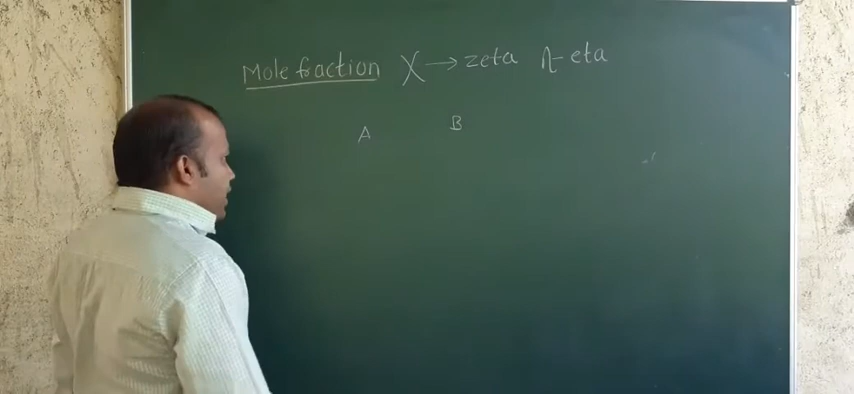 Mole fraction χ → zeta η - eta
A B